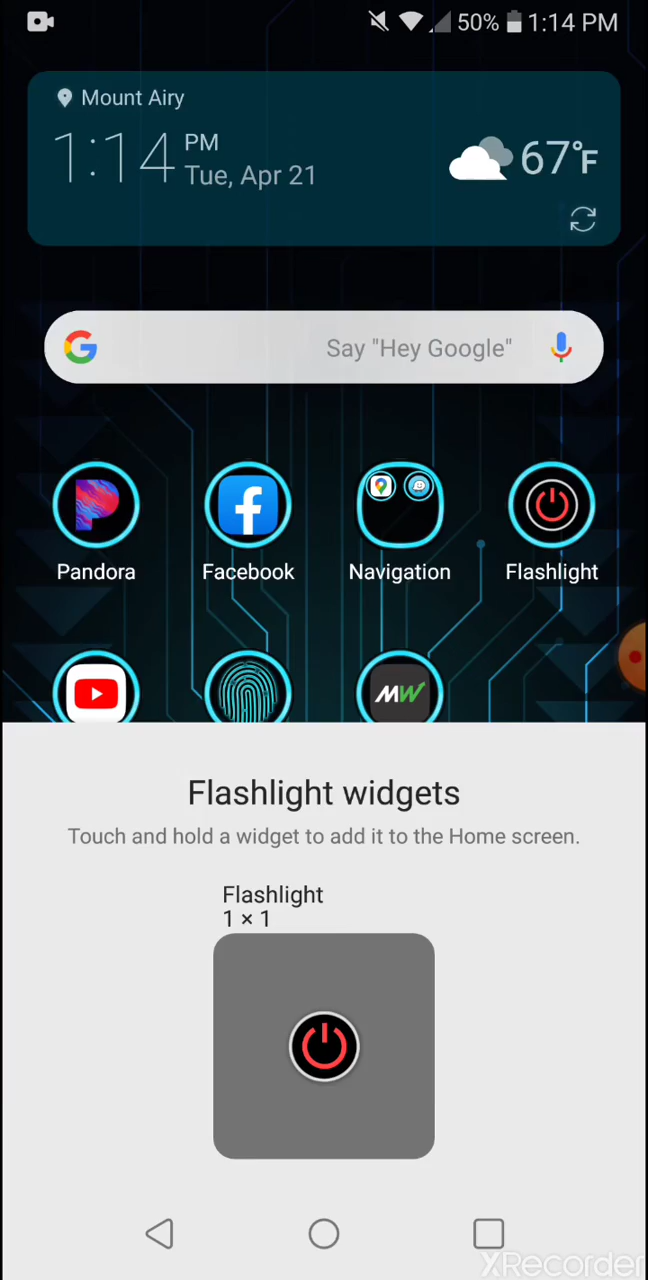 50% 1:14 PM
Mount Airy
1:14 PM
Tue, Apr 21
67°F
G Say "Hey Google"
Pandora Facebook Navigation Flashlight
MW
Flashlight widgets
Touch and hold a widget to add it to the Home screen.
Flashlight
1 × 1
XRecorder